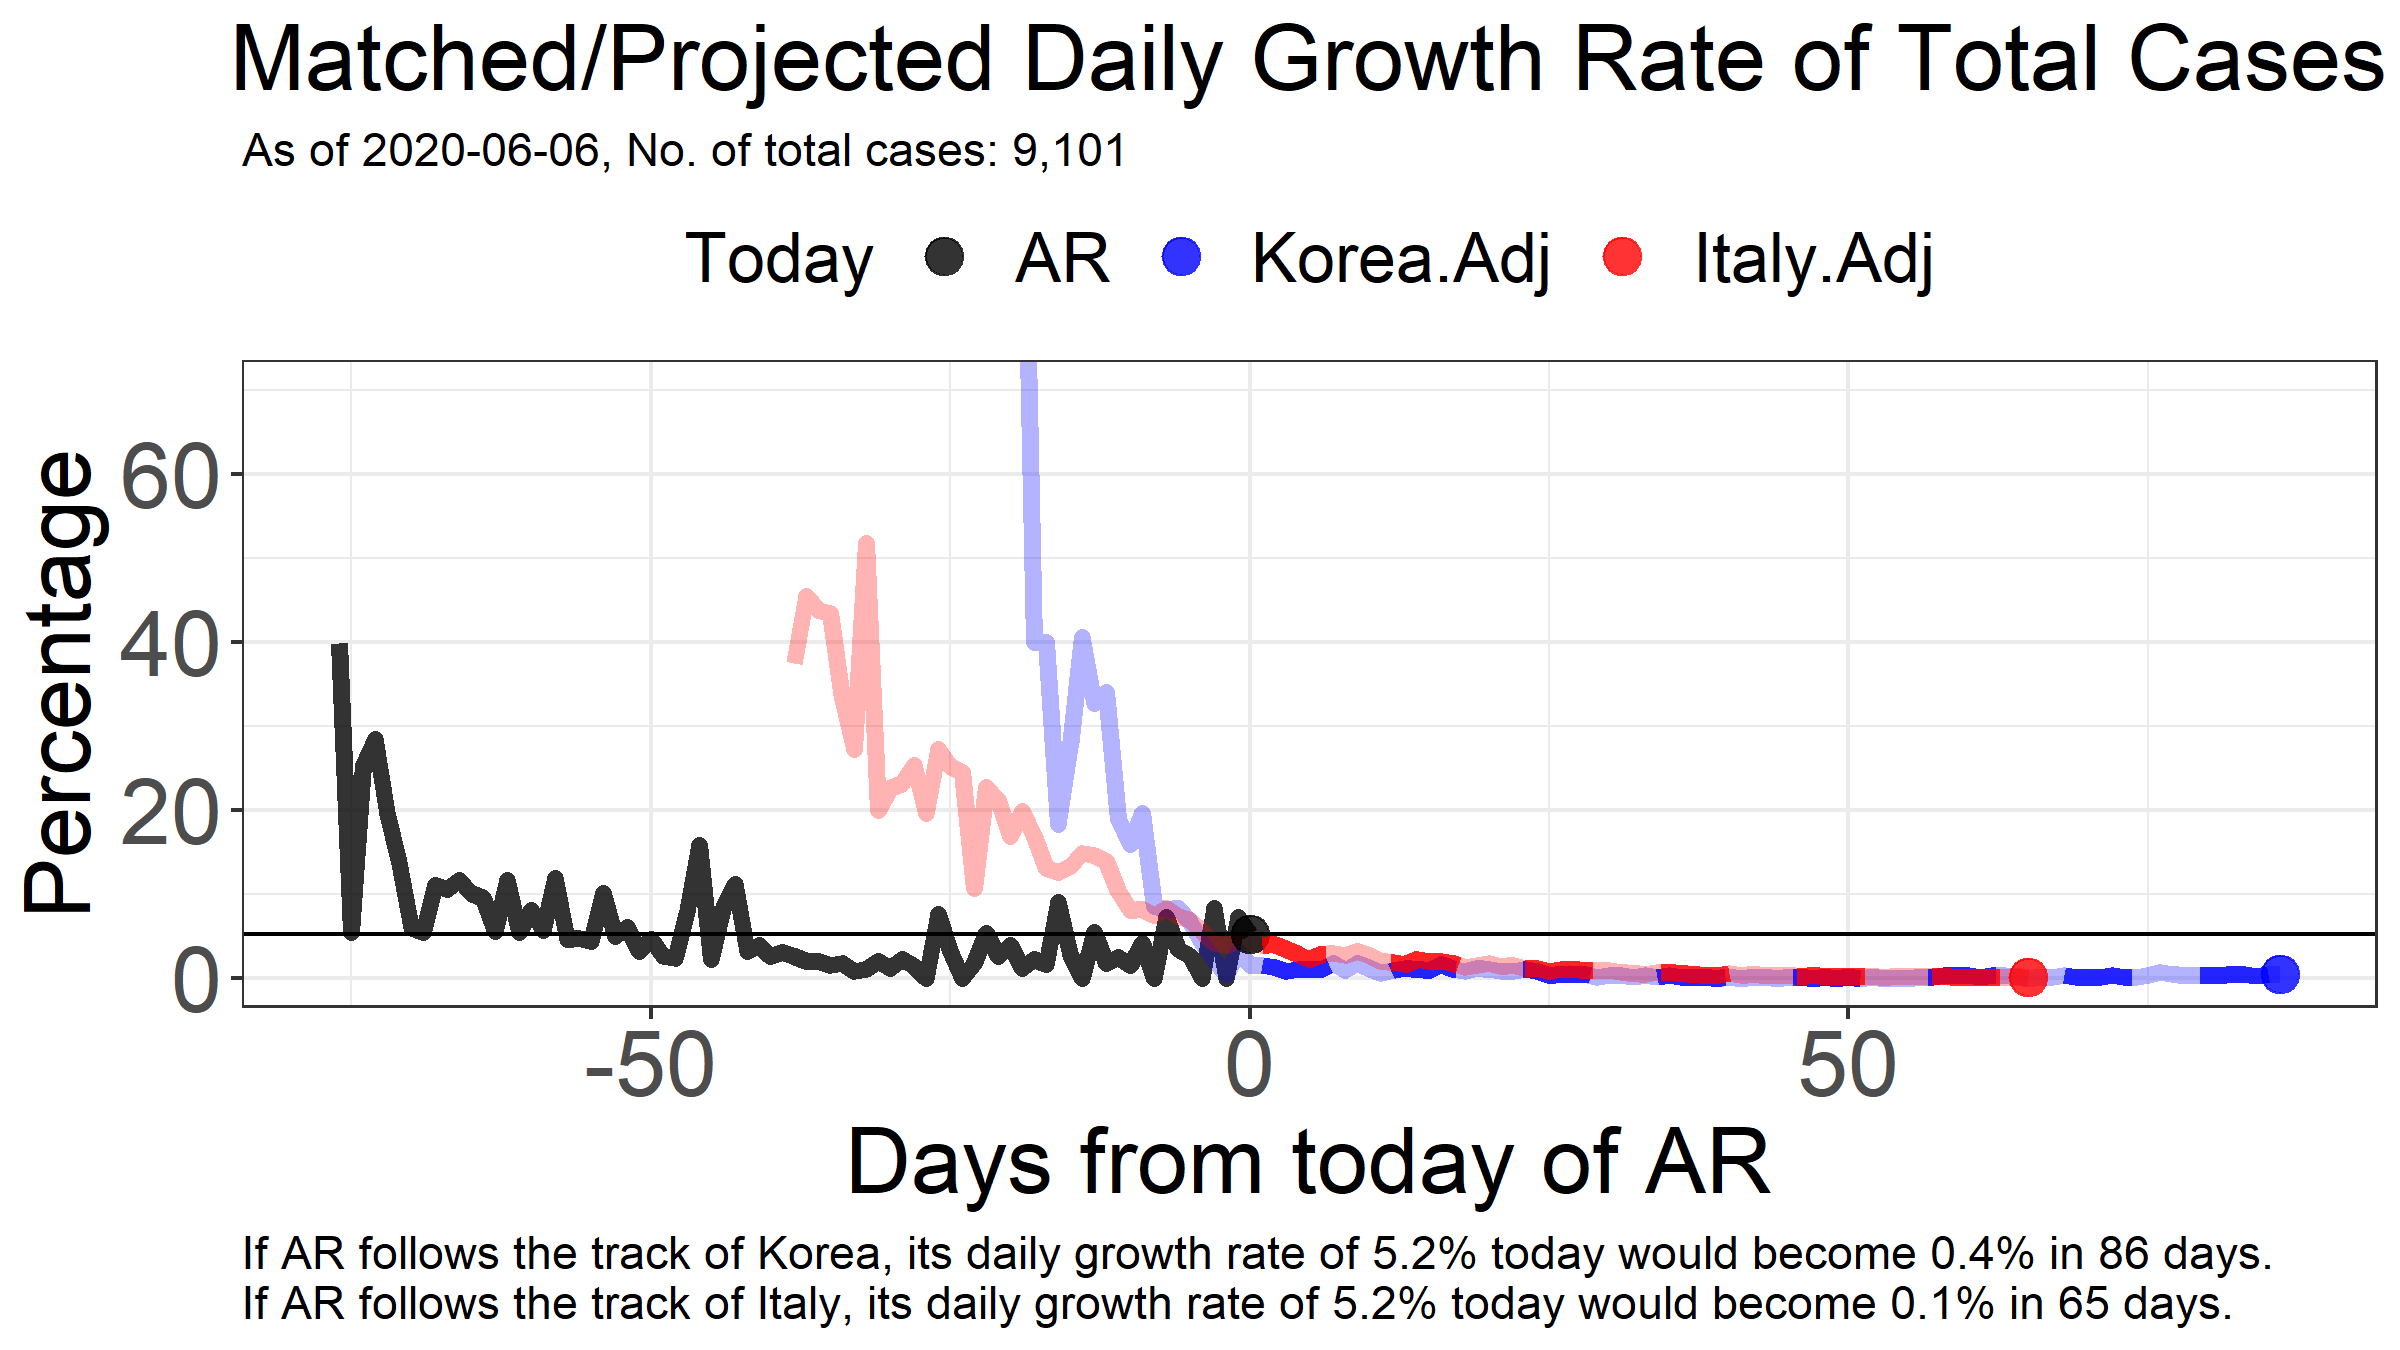 Matched/Projected Daily Growth Rate of Total Cases
As of 2020-06-06, No. of total cases: 9,101
Today AR Korea.Adj Italy.Adj
Percentage
60
40
20
0
-50 0 50
Days from today of AR
If AR follows the track of Korea, its daily growth rate of 5.2% today would become 0.4% in 86 days.
If AR follows the track of Italy, its daily growth rate of 5.2% today would become 0.1% in 65 days.